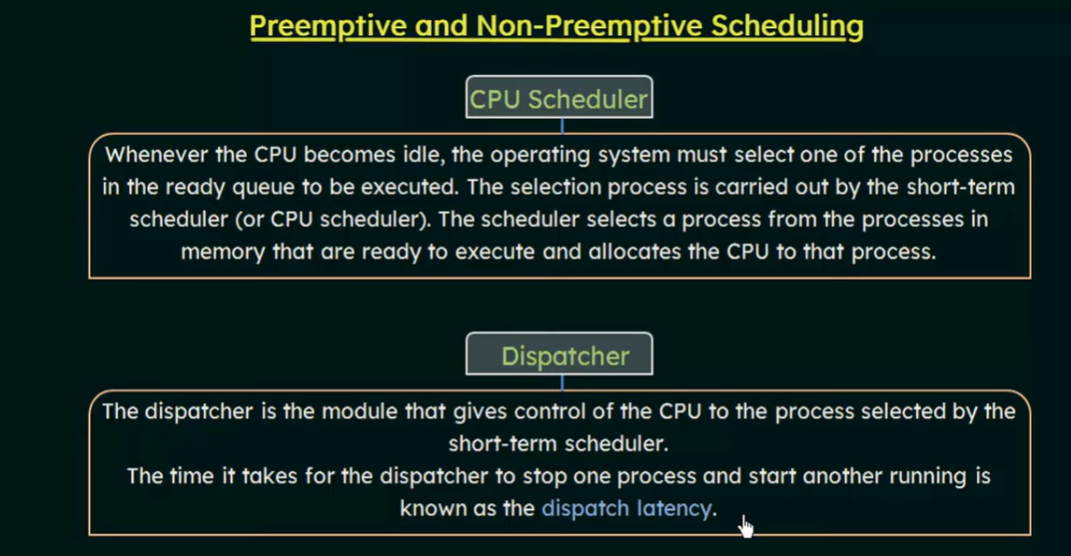 Preemptive and Non-Preemptive Scheduling
CPU Scheduler
Whenever the CPU becomes idle, the operating system must select one of the processes
in the ready queue to be executed. The selection process is carried out by the short-term
scheduler (or CPU scheduler). The scheduler selects a process from the processes in
memory that are ready to execute and allocates the CPU to that process.
Dispatcher
The dispatcher is the module that gives control of the CPU to the process selected by the
short-term scheduler.
The time it takes for the dispatcher to stop one process and start another running is
known as the dispatch latency.